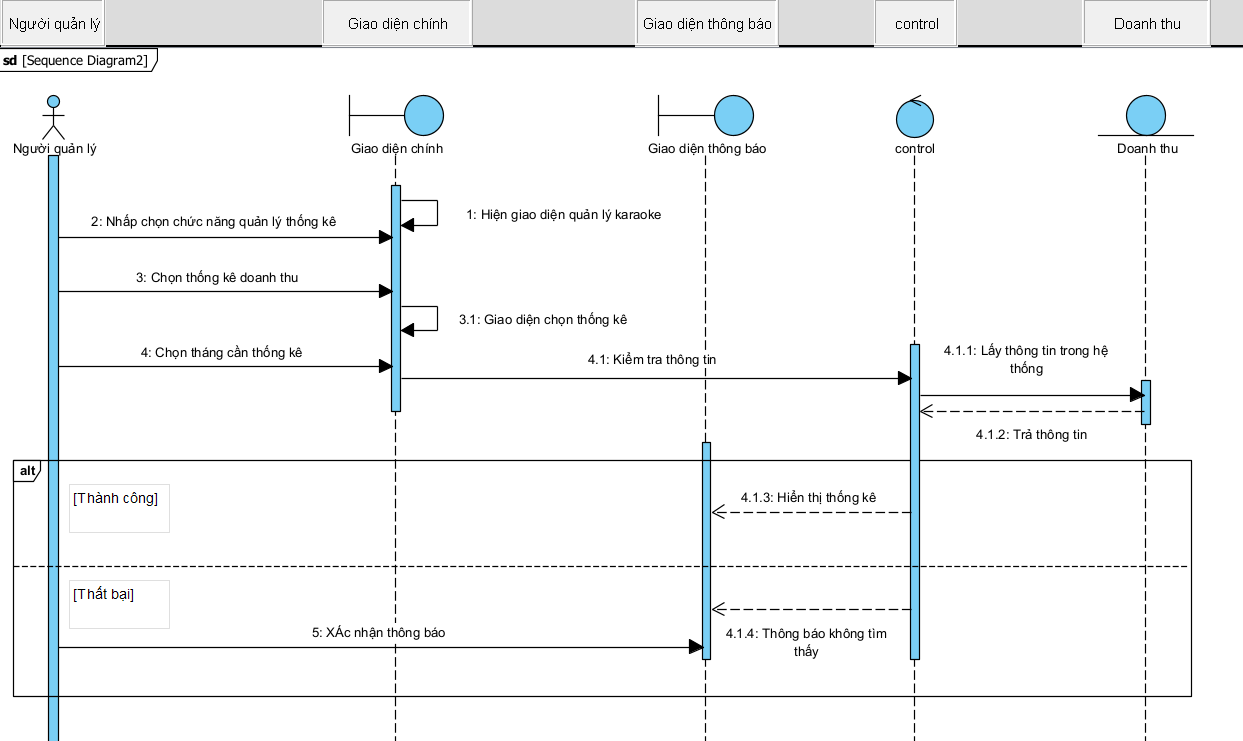 Người quản lý
Giao diện chính
Giao diện thông báo
control
Doanh thu
sd [Sequence Diagram2]
Người quản lý
Giao diện chính
Giao diện thông báo
control
Doanh thu
1: Hiện giao diện quản lý karaoke
2: Nhấp chọn chức năng quản lý thống kê
3: Chọn thống kê doanh thu
3.1: Giao diện chọn thống kê
4: Chọn tháng cần thống kê
4.1: Kiểm tra thông tin
4.1.1: Lấy thông tin trong hệ
thống
4.1.2: Trả thông tin
alt
[Thành công]
4.1.3: Hiển thị thống kê
[Thất bại]
5: XÁc nhận thông báo
4.1.4: Thông báo không tìm
thấy